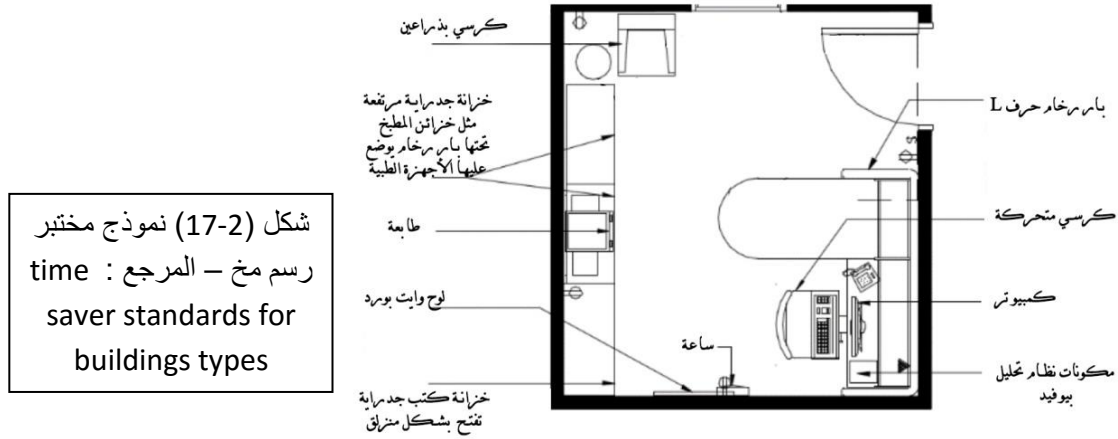 شكل (2-17) نموذج مختبر
رسم مخ – المرجع : time
saver standards for
buildings types
كرسي بذراعين
خزانة جدراية مرتفعة
مثل خزائن المطبخ
تحتها بار رخام يوضع
عليها الأجهزة الطبية
طابعة
لوح وايت بورد
ساعة
خزانة كتب جدراية
تفتح بشكل منزلق
بار رخام حرف L
S
كرسي متحركة
كمبيوتر
مكونات نظام تحليل
بيوفيد